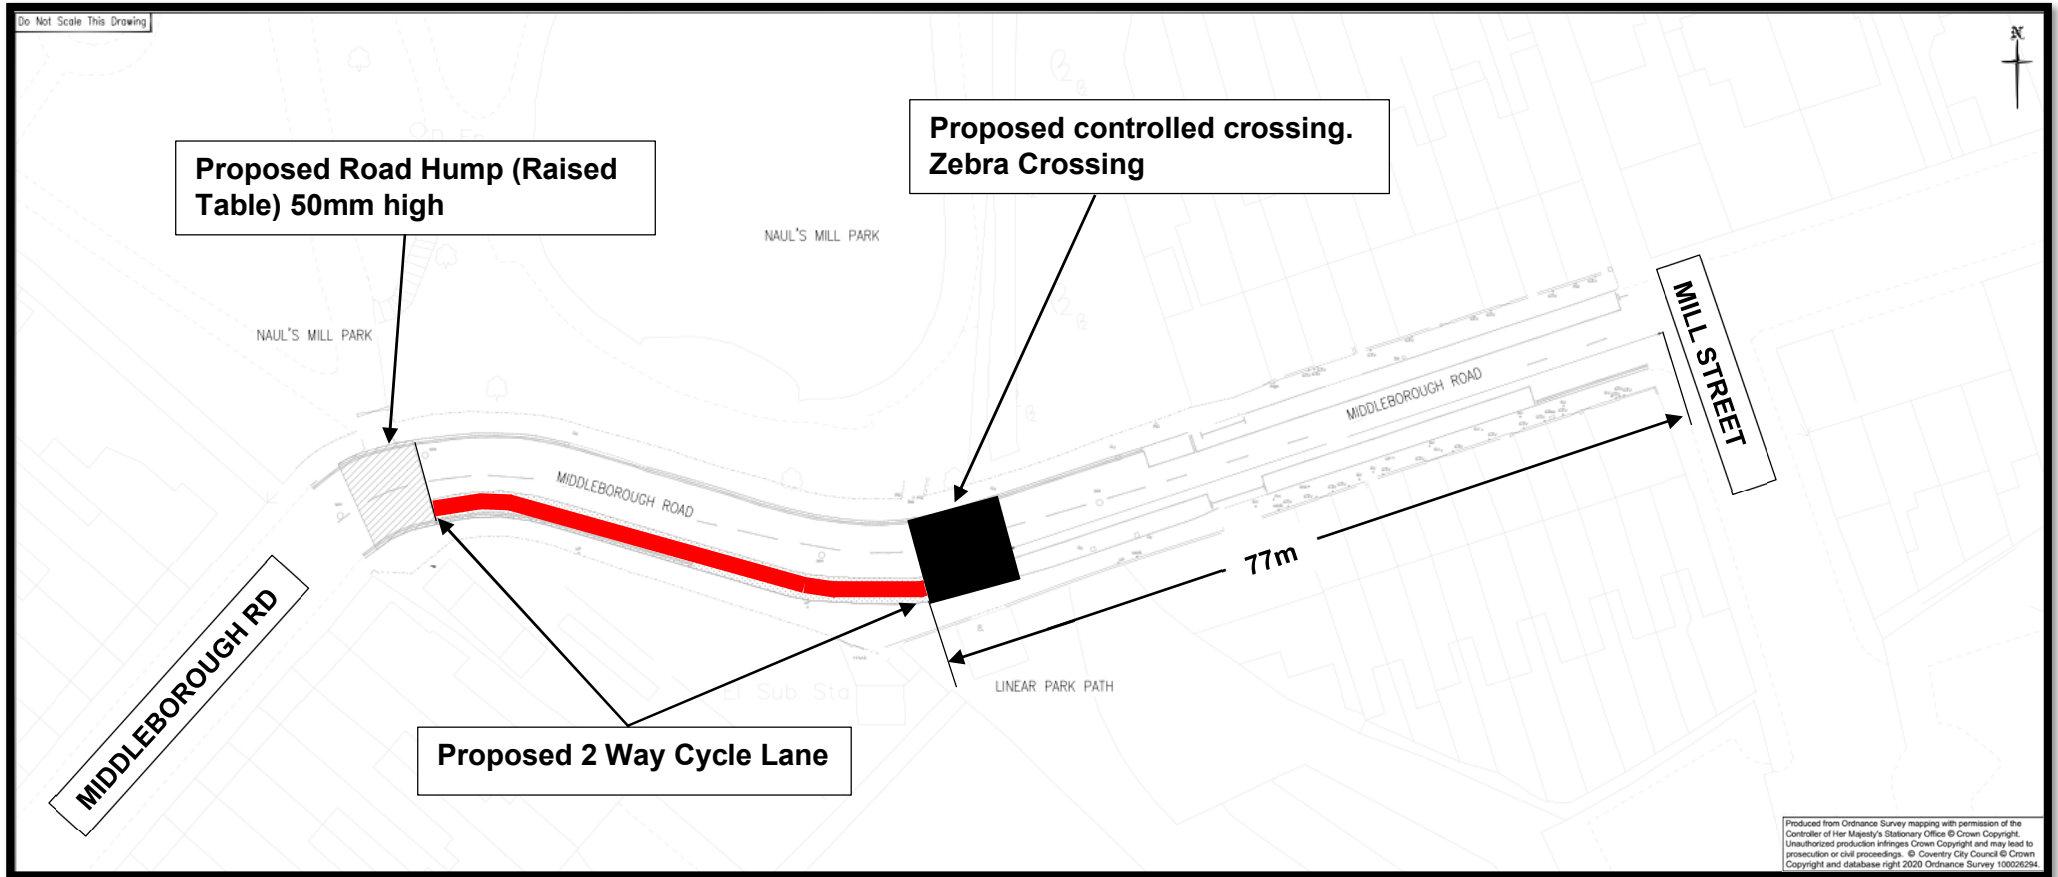 Do Not Scale This Drawing
N
Proposed Road Hump (Raised
Table) 50mm high
Proposed controlled crossing.
Zebra Crossing
NAUL'S MILL PARK
NAUL'S MILL PARK
MILL STREET
MIDDLEBOROUGH ROAD
MIDDLEBOROUGH ROAD
77m
MIDDLEBOROUGH RD
El Sub Sta
LINEAR PARK PATH
Proposed 2 Way Cycle Lane
Produced from Ordnance Survey mapping with permission of the
Controller of Her Majesty's Stationary Office © Crown Copyright.
Unauthorized production infringes Crown Copyright and may lead to
prosecution or civil proceedings. © Coventry City Council © Crown
Copyright and database right 2020 Ordnance Survey 100026294.